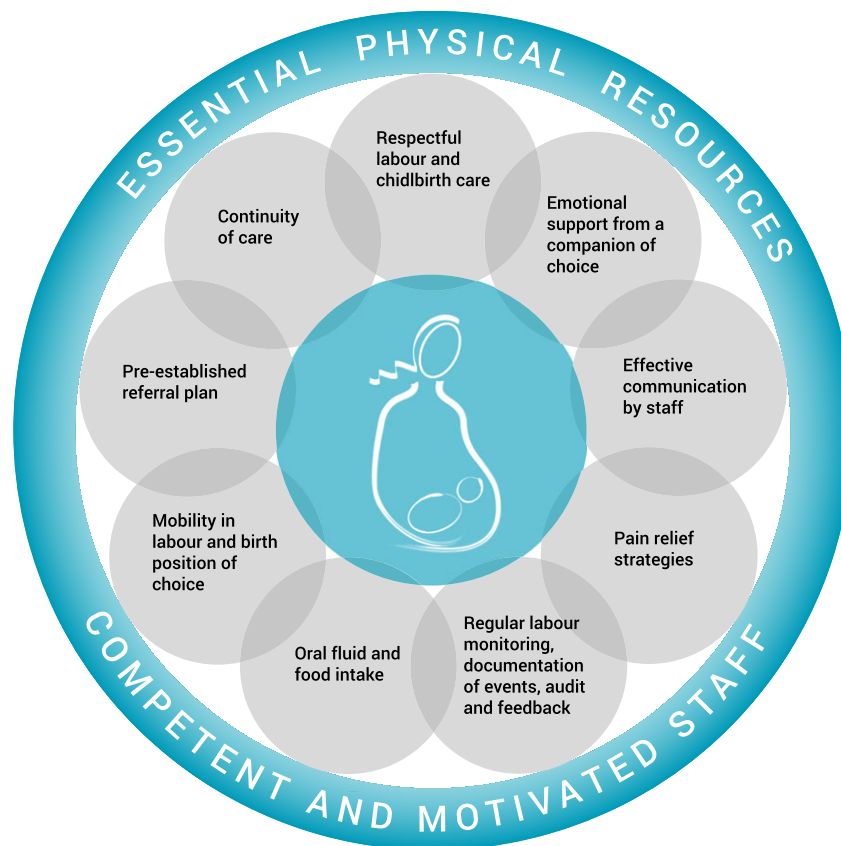 ESSENTIAL PHYSICAL RESOURCES
Respectful
labour and
chidlbirth care
Emotional
support from a
companion of
choice
Effective
communication
by staff
Pain relief
strategies
Regular labour
monitoring,
documentation
of events, audit
and feedback
Oral fluid and
food intake
Mobility in
labour and birth
position of
choice
Pre-established
referral plan
Continuity
of care
COMPETENT AND MOTIVATED STAFF